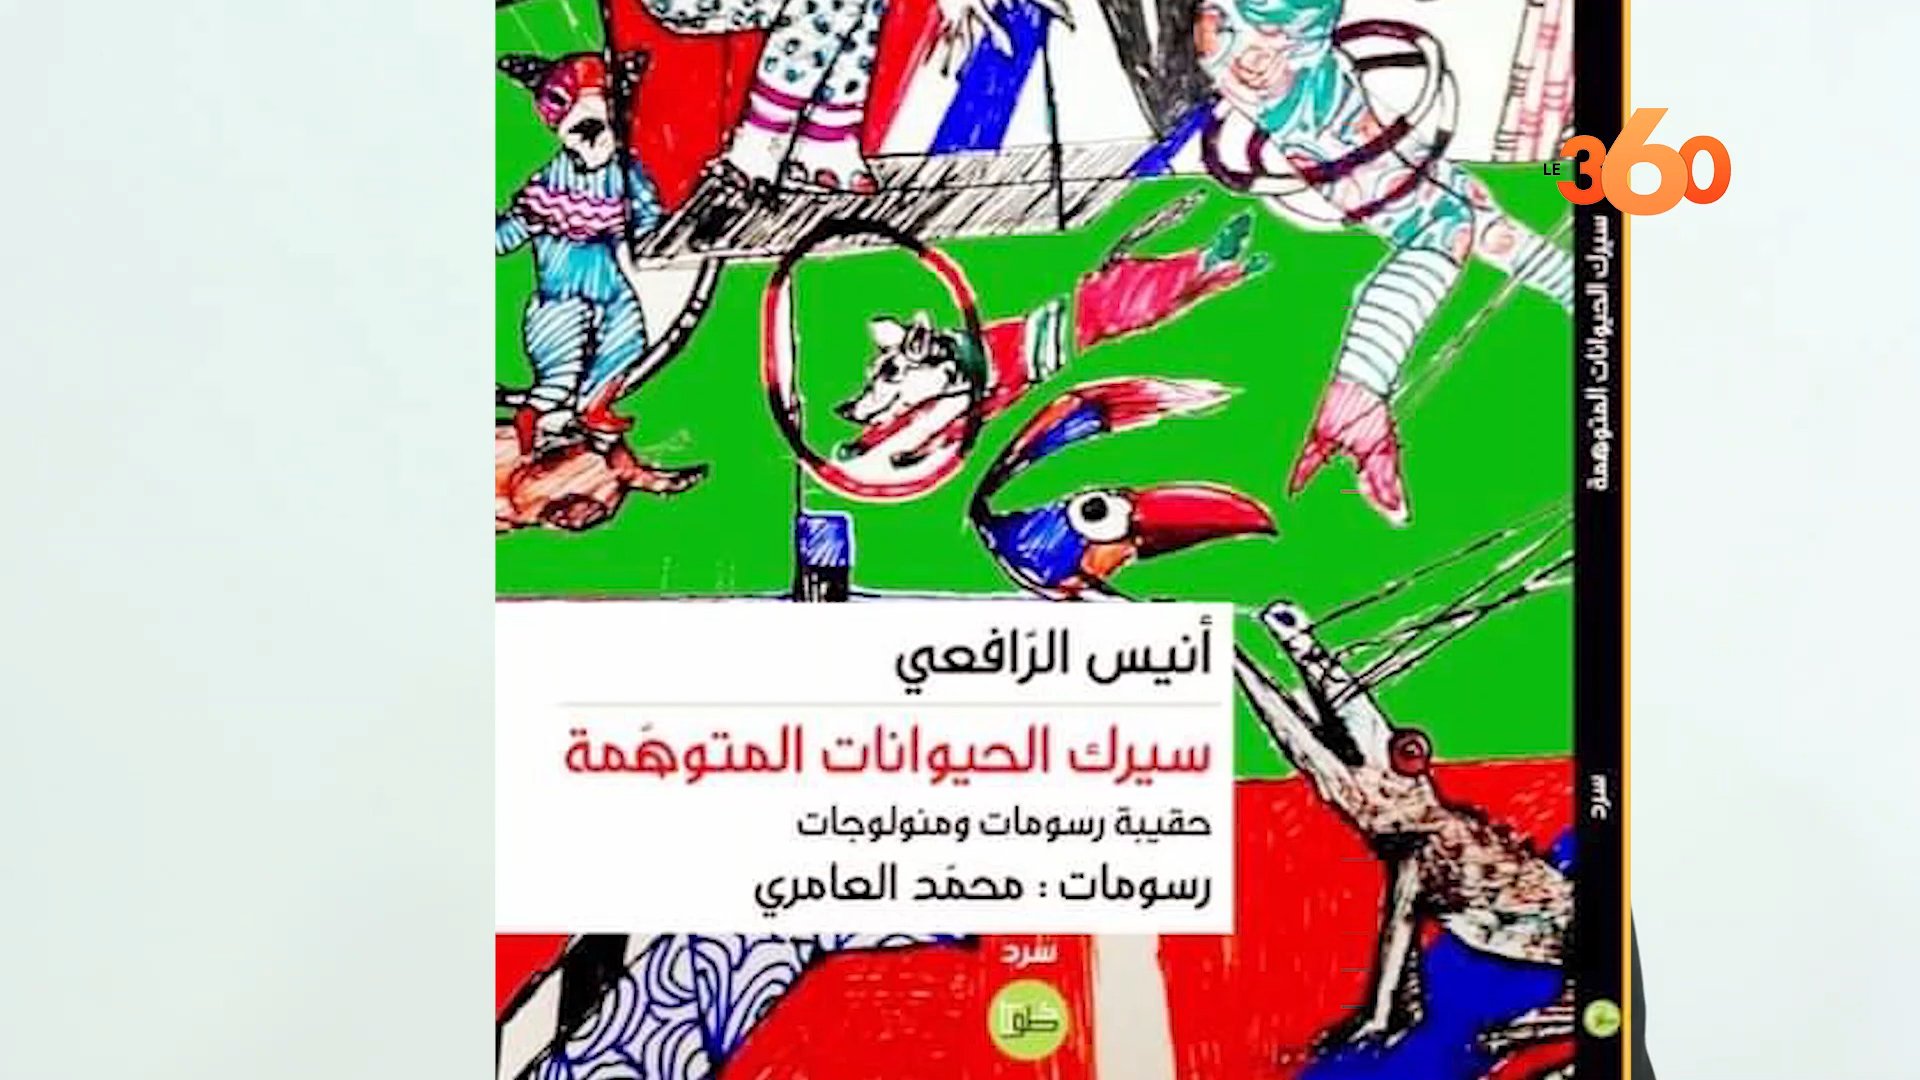 LE 360
أنيس الرَافعي
سيرك الحيوانات المتوهَمة
حقيبة رسومات ومنولوجات
رسومات : محمَد العامري
سرد
خطوط
سيرك الحيوانات المتوهمة
سرد